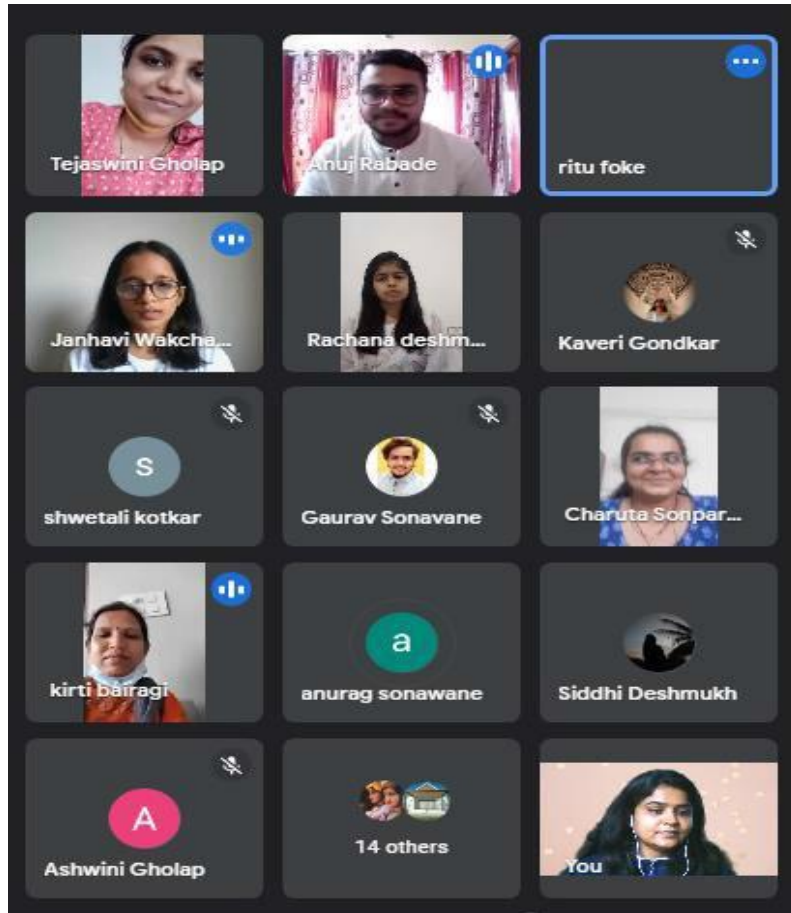 Tejaswini Gholap
Anuj Rabade
ritu foke
Janhavi Wakcha...
Rachana deshm...
Kaveri Gondkar
s
shwetali kotkar
Gaurav Sonavane
Charuta Sonpar...
kirti bairagi
a
anurag sonawane
Siddhi Deshmukh
A
Ashwini Gholap
14 others
You